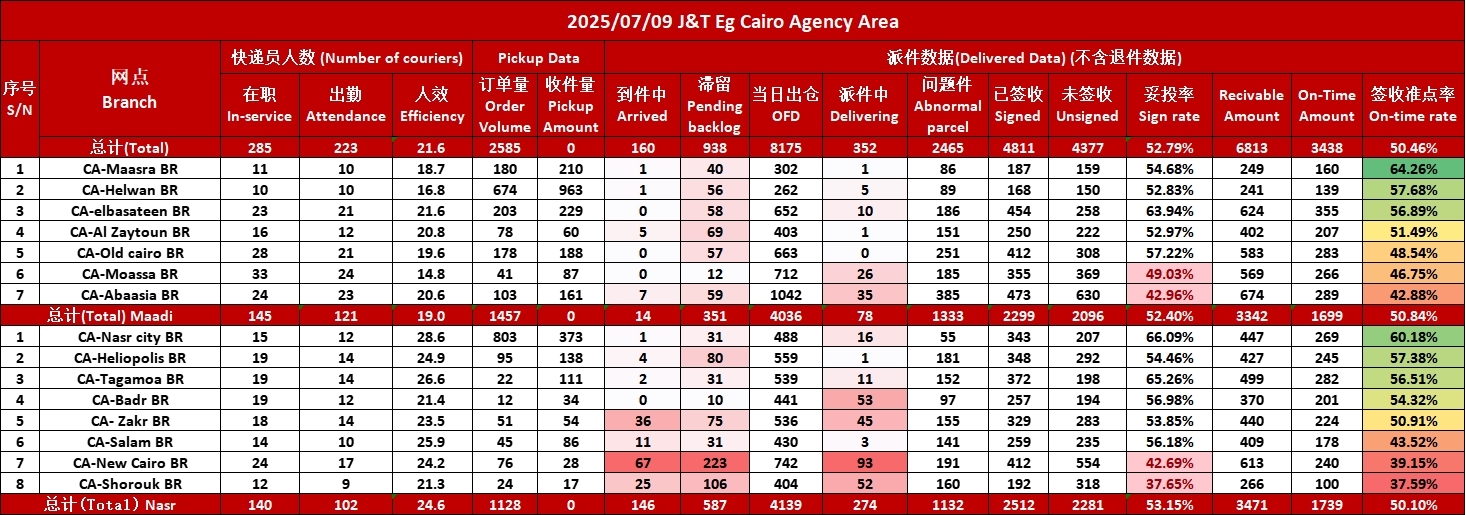 2025/07/09 J&T Eg Cairo Agency Area
序号 S/N 网点 Branch 快递员人数 (Number of couriers) Pickup Data 派件数据(Delivered Data) (不含退件数据)
在职 In-service 出勤 Attendance 人效 Efficiency 订单量 Order Volume 收件量 Pickup Amount 到件中 Arrived 滞留 Pending backlog 当日出仓 OFD 派件中 Delivering 问题件 Abnormal parcel 已签收 Signed 未签收 Unsigned 妥投率 Sign rate Recivable Amount On-Time Amount 签收准点率 On-time rate
总计(Total) 285 223 21.6 2585 0 160 938 8175 352 2465 4811 4377 52.79% 6813 3438 50.46%
1 CA-Maasra BR 11 10 18.7 180 210 1 40 302 1 86 187 159 54.68% 249 160 64.26%
2 CA-Helwan BR 10 10 16.8 674 963 1 56 262 5 89 168 150 52.83% 241 139 57.68%
3 CA-elbasateen BR 23 21 21.6 203 229 0 58 652 10 186 454 258 63.94% 624 355 56.89%
4 CA-Al Zaytoun BR 16 12 20.8 78 60 5 69 403 1 151 250 222 52.97% 402 207 51.49%
5 CA-Old cairo BR 28 21 19.6 178 188 0 57 663 0 251 412 308 57.22% 583 283 48.54%
6 CA-Moassa BR 33 24 14.8 41 87 0 12 712 26 185 355 369 49.03% 569 266 46.75%
7 CA-Abaasia BR 24 23 20.6 103 161 7 59 1042 35 385 473 630 42.96% 674 289 42.88%
总计(Total) Maadi 145 121 19.0 1457 0 14 351 4036 78 1333 2299 2096 52.40% 3342 1699 50.84%
1 CA-Nasr city BR 15 12 28.6 803 373 1 31 488 16 55 343 207 66.09% 447 269 60.18%
2 CA-Heliopolis BR 19 14 24.9 95 138 4 80 559 1 181 348 292 54.46% 427 245 57.38%
3 CA-Tagamoa BR 19 14 26.6 22 111 2 31 539 11 152 372 198 65.26% 499 282 56.51%
4 CA-Badr BR 19 12 21.4 12 34 0 10 441 53 97 257 194 56.98% 370 201 54.32%
5 CA- Zakr BR 18 14 23.5 51 54 36 75 536 45 155 329 283 53.85% 440 224 50.91%
6 CA-Salam BR 14 10 25.9 45 86 11 31 430 3 141 259 235 56.18% 409 178 43.52%
7 CA-New Cairo BR 24 17 24.2 76 28 67 223 742 93 191 412 554 42.69% 613 240 39.15%
8 CA-Shorouk BR 12 9 21.3 24 17 25 106 404 52 160 192 318 37.65% 266 100 37.59%
总计(Total) Nasr 140 102 24.6 1128 0 146 587 4139 274 1132 2512 2281 53.15% 3471 1739 50.10%